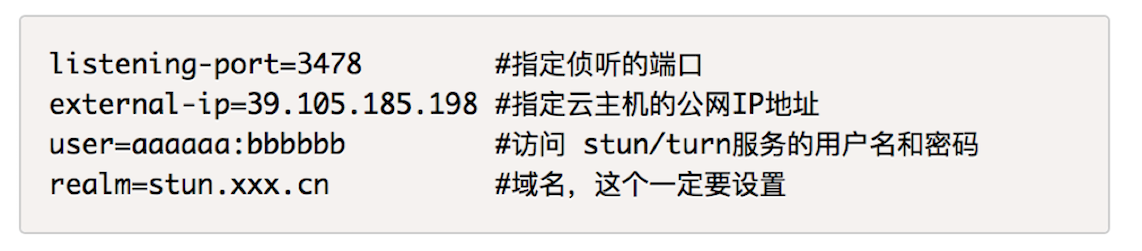 listening-port=3478 #指定侦听的端口
external-ip=39.105.185.198 #指定云主机的公网IP地址
user=aaaaaa:bbbbbb #访问 stun/turn服务的用户名和密码
realm=stun.xxx.cn #域名，这个一定要设置